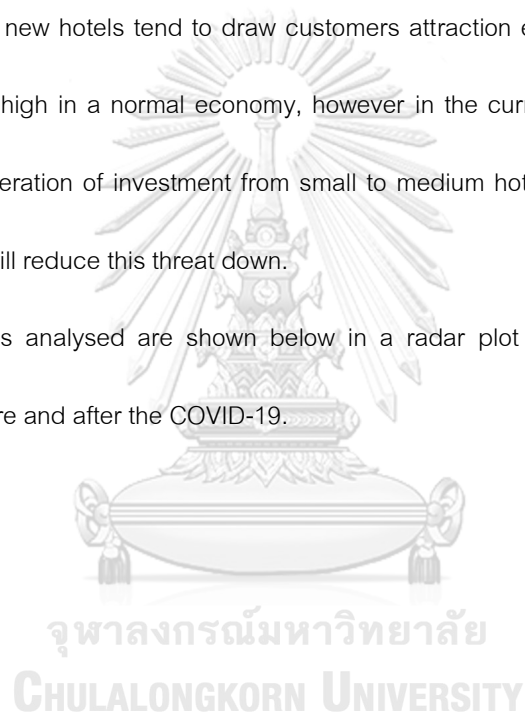 new hotels tend to draw customers attraction
high in a normal economy, however in the
eration of investment from small to medium
ill reduce this threat down.
s analysed are shown below in a radar plot
re and after the COVID-19.
จุฬาลงกรณ์มหาวิทยาลัย
CHULALONGKORN UNIVERSITY